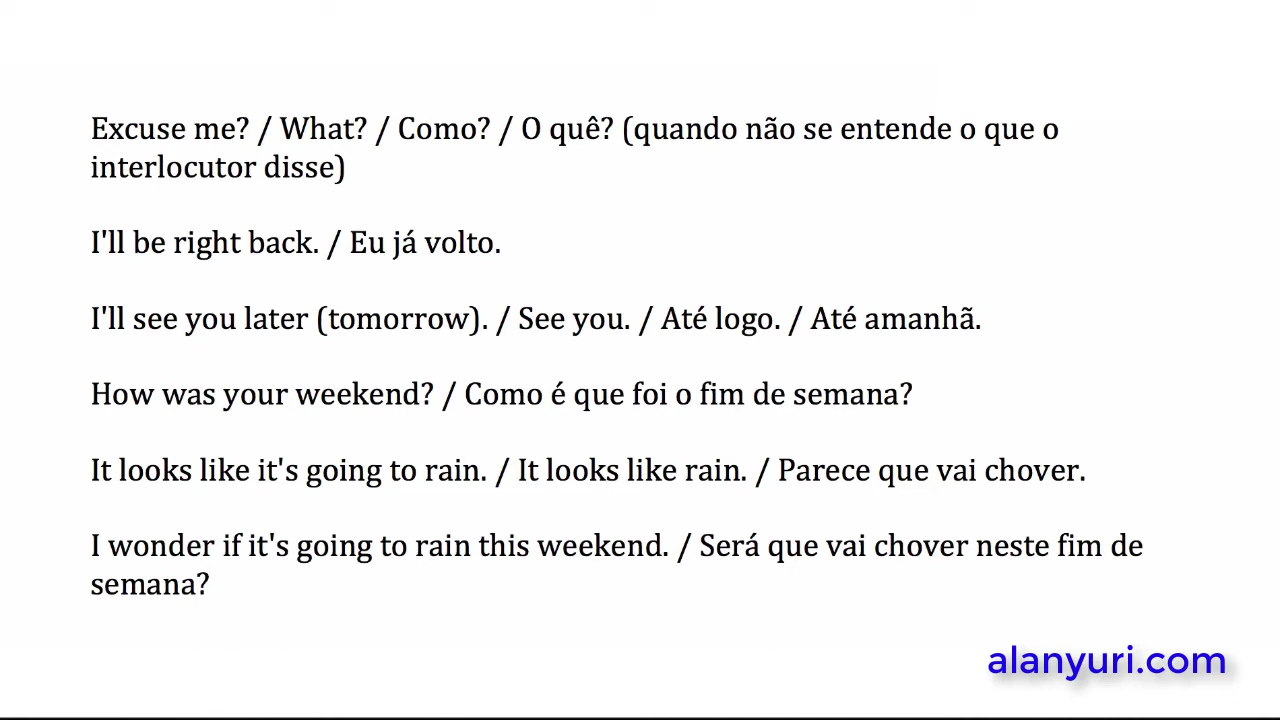 Excuse me? / What? / Como? / O quê? (quando não se entende o que o
interlocutor disse)
I'll be right back. / Eu já volto.
I'll see you later (tomorrow). / See you. / Até logo. / Até amanhã.
How was your weekend? / Como é que foi o fim de semana?
It looks like it's going to rain. / It looks like rain. / Parece que vai chover.
I wonder if it's going to rain this weekend. / Será que vai chover neste fim de
semana?
alanyuri.com